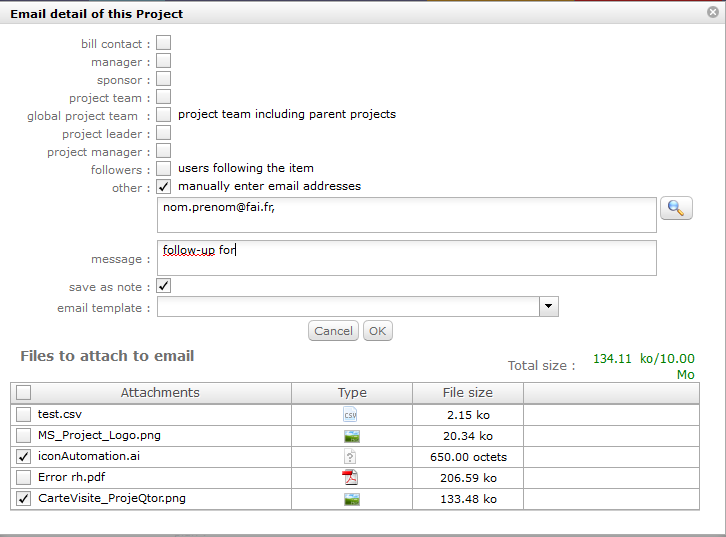 Email detail of this Project
bill contact :
manager :
sponsor :
project team :
global project team : project team including parent projects
project leader :
project manager :
followers : users following the item
other : manually enter email addresses
nom.prenom@fai.fr,
message : follow-up for
save as note :
email template :
Cancel OK
Files to attach to email
Total size : 134.11 ko/10.00
Mo
Attachments Type File size
test.csv CSV 2.15 ko
MS_Project_Logo.png 20.34 ko
iconAutomation.ai ? 650.00 octets
Error rh.pdf 206.59 ko
CarteVisite_ProjeQtor.png 133.48 ko